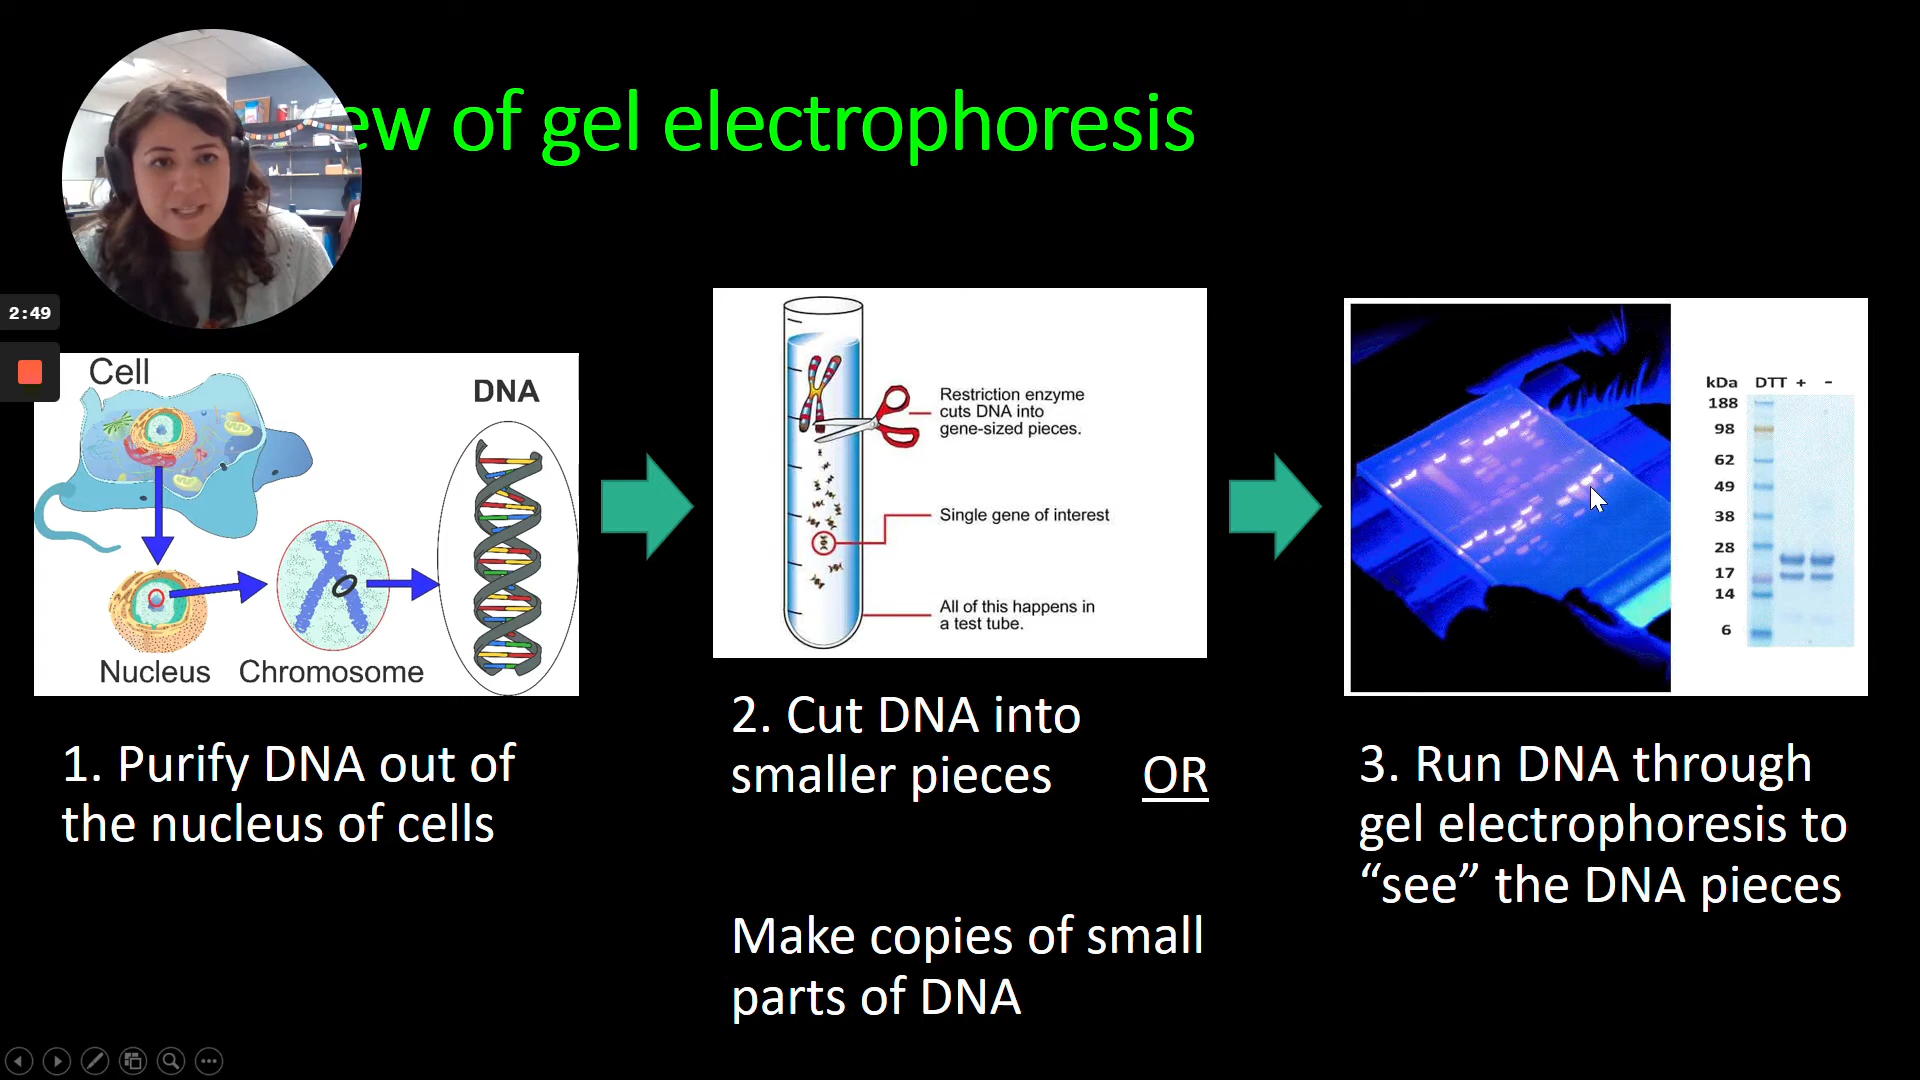 ew of gel electrophoresis
2:49
Cell
DNA
Nucleus
Chromosome
1. Purify DNA out of
the nucleus of cells
Restriction enzyme
cuts DNA into
gene-sized pieces.
Single gene of interest
All of this happens in
a test tube.
2. Cut DNA into
smaller pieces OR
Make copies of small
parts of DNA
kDa DTT + -
188
98
62
49
38
28
17
14
6
3. Run DNA through
gel electrophoresis to
“see” the DNA pieces